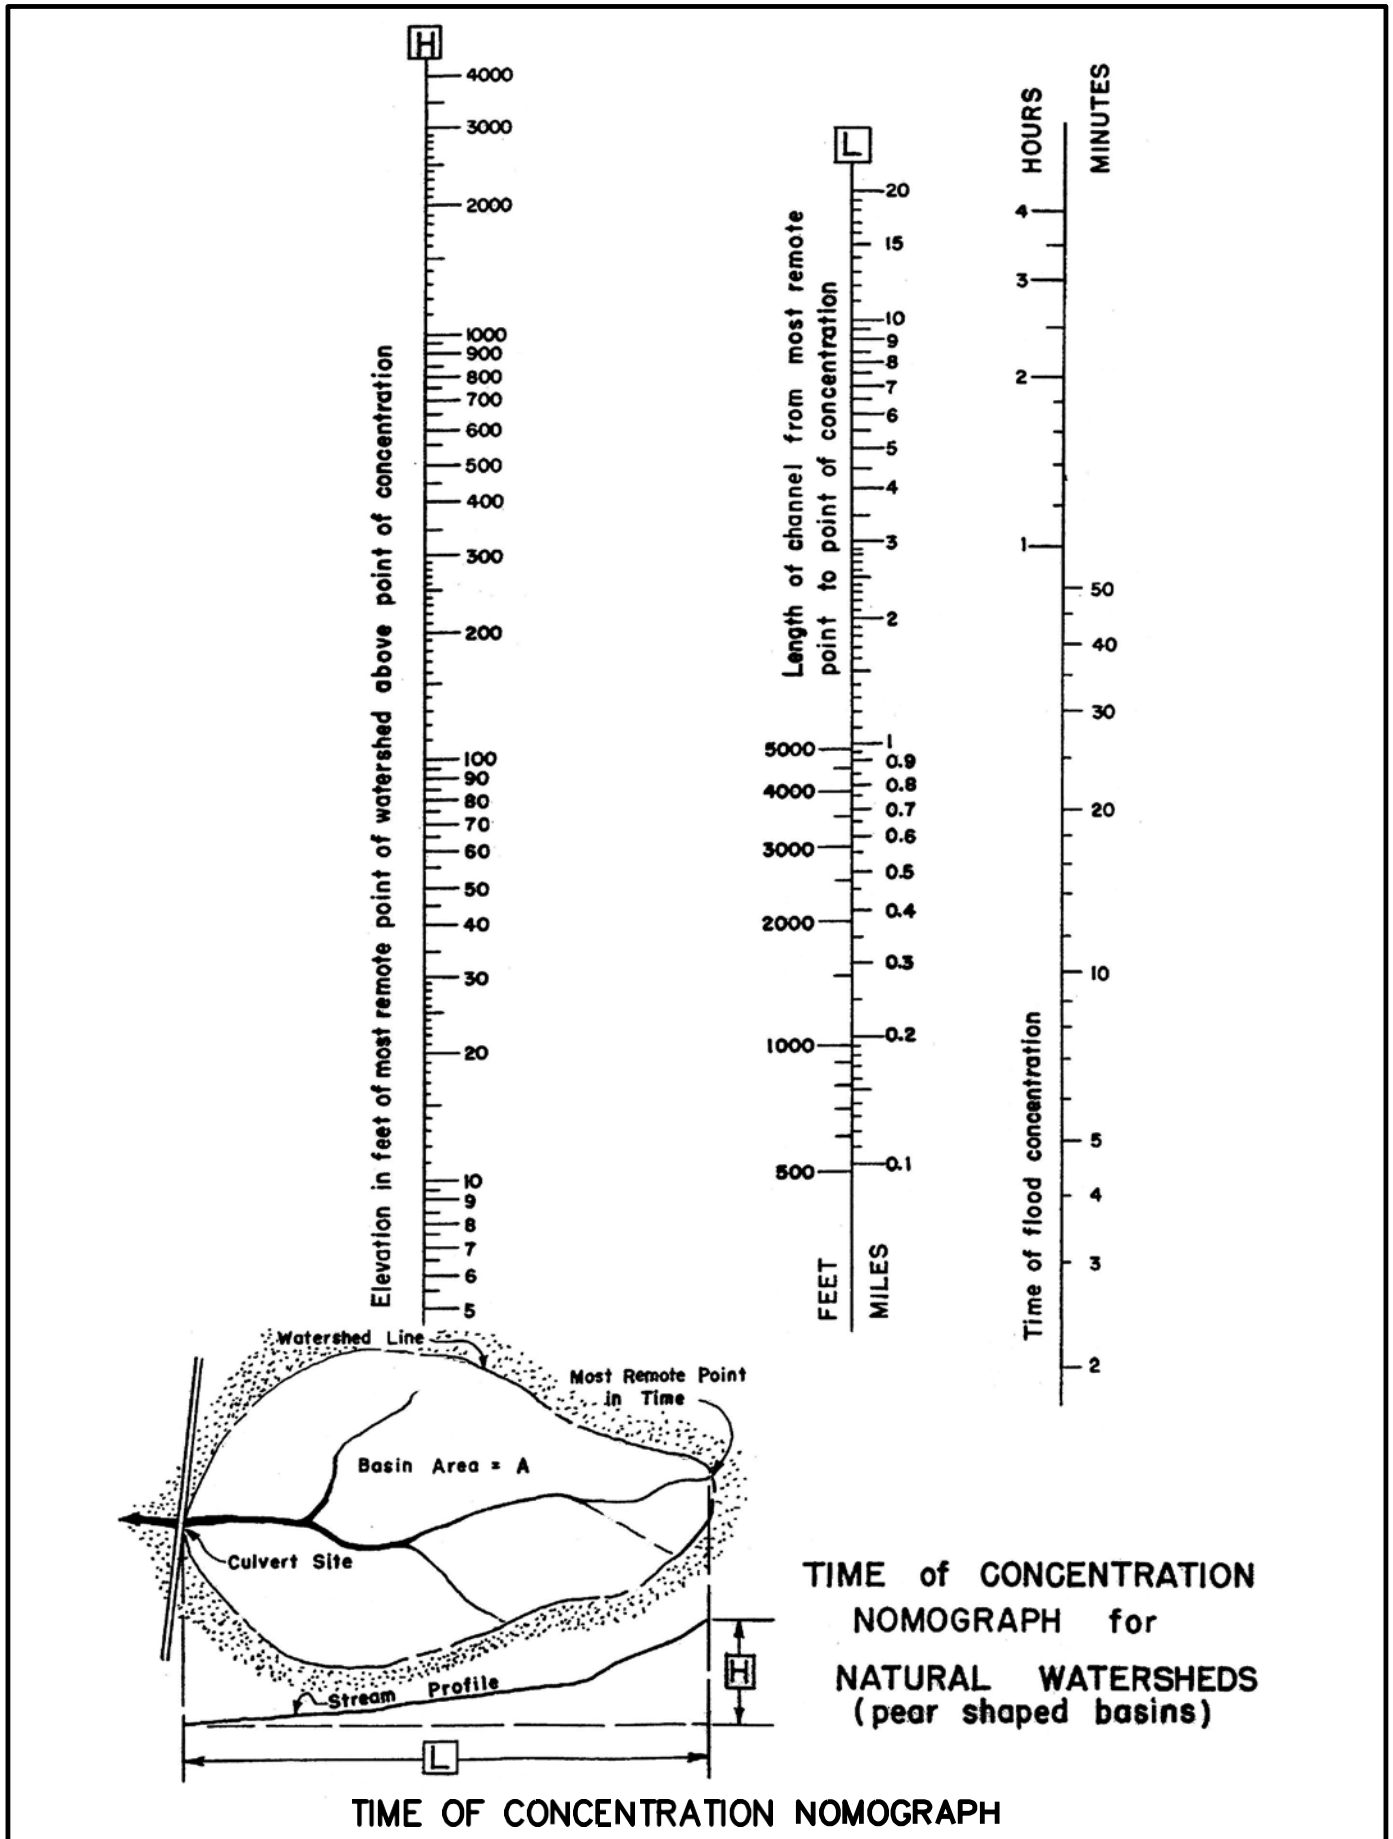 H
4000
3000
2000
1000
900
800
700
600
500
400
300
200
100
90
80
70
60
50
40
30
20
10
9
8
7
6
5
Elevation in feet of most remote point of watershed above point of concentration
L
20
15
10
9
8
7
6
5
4
3
2
1
0.9
0.8
0.7
0.6
0.5
0.4
0.3
0.2
0.1
5000
4000
3000
2000
1000
500
FEET
MILES
Length of channel from most remote
point to point of concentration
HOURS
MINUTES
4
3
2
1
50
40
30
20
10
5
4
3
2
Time of flood concentration
Watershed Line
Most Remote Point
in Time
Basin Area = A
Culvert Site
Stream Profile
H
L
TIME of CONCENTRATION
NOMOGRAPH for
NATURAL WATERSHEDS
(pear shaped basins)
TIME OF CONCENTRATION NOMOGRAPH